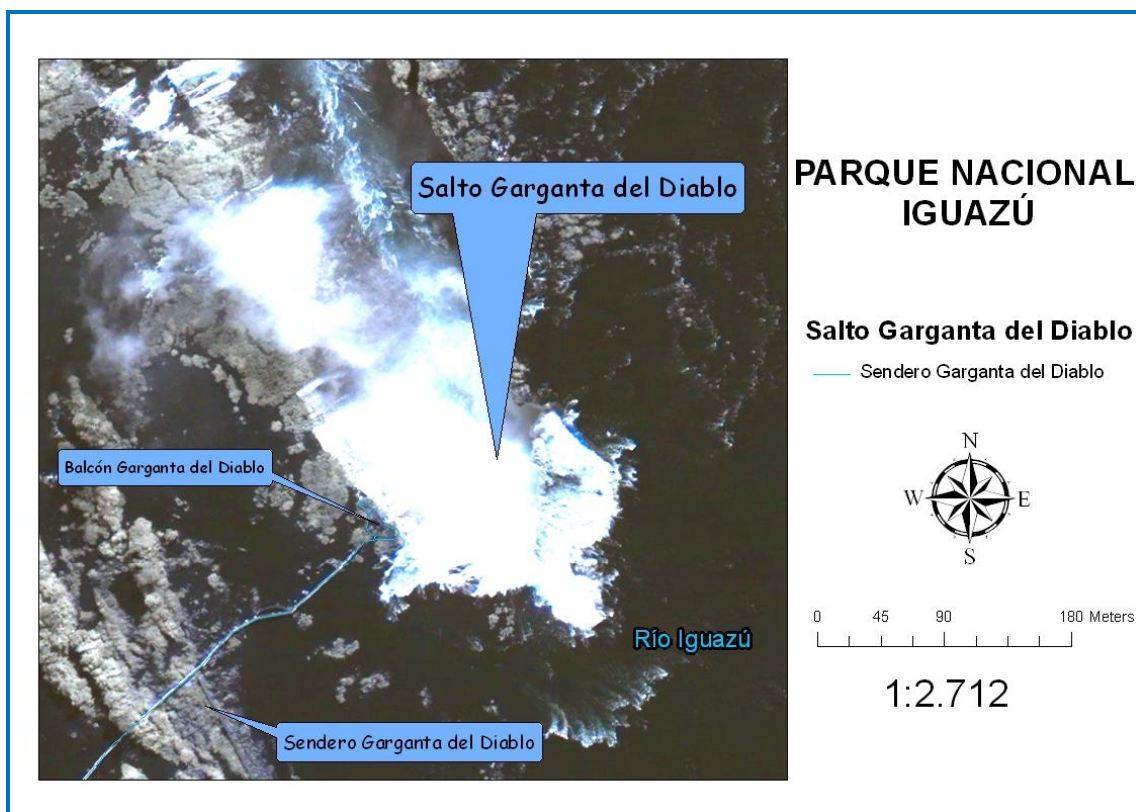 Salto Garganta del Diablo
Balcón Garganta del Diablo
Río Iguazú
Sendero Garganta del Diablo
PARQUE NACIONAL
IGUAZÚ
Salto Garganta del Diablo
Sendero Garganta del Diablo
N
W E
S
0 45 90 180 Meters
1:2.712